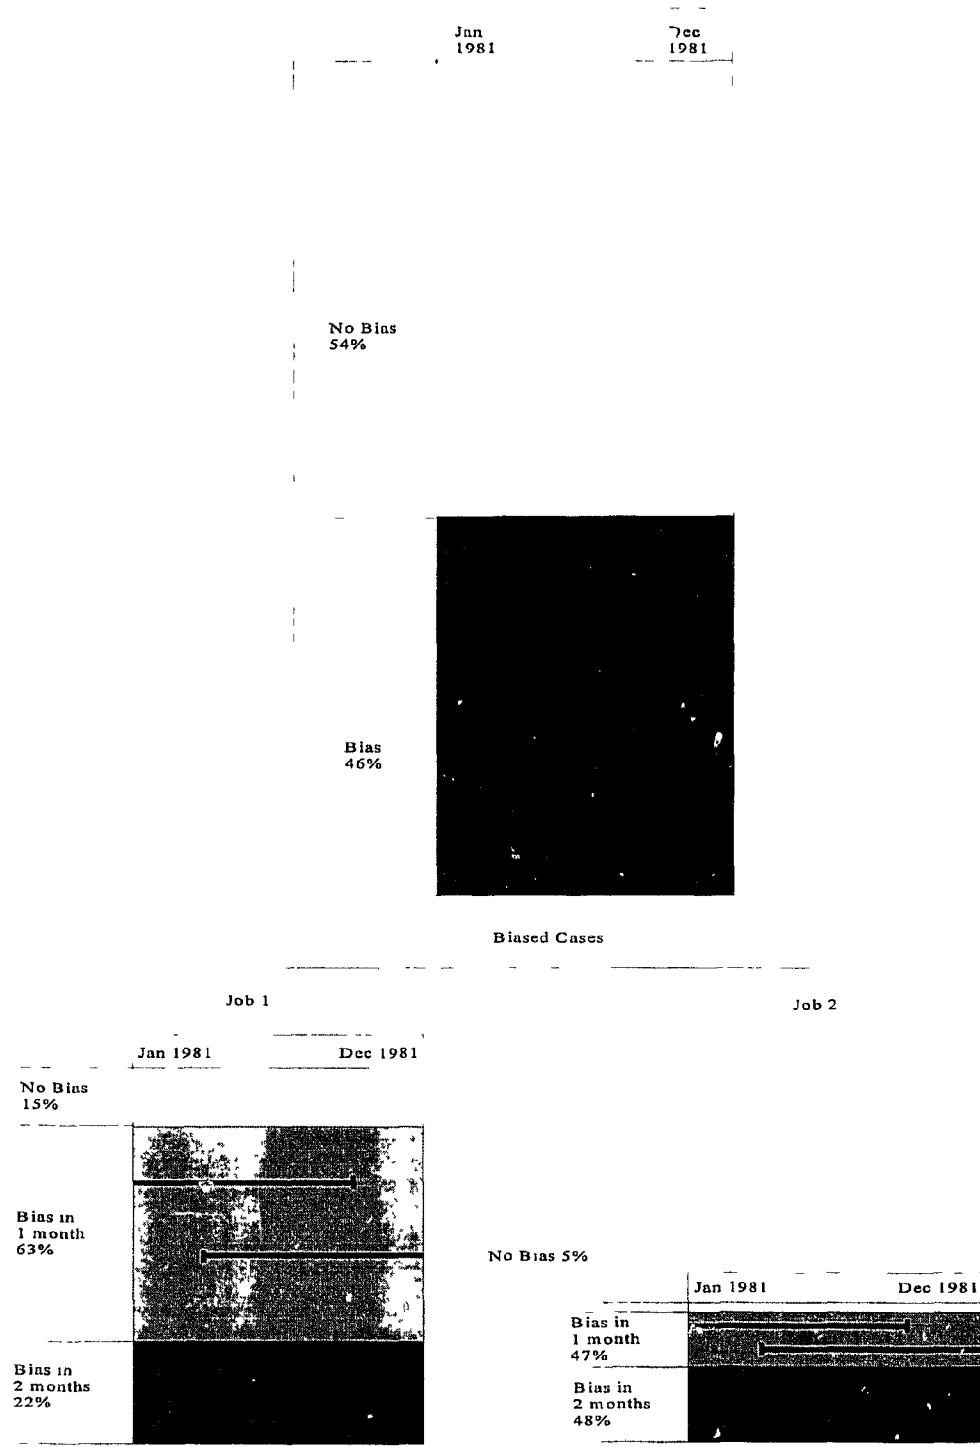 Jan
1981
Dec
1981
No Bias
54%
Bias
46%
Biased Cases
Job 1
Job 2
Jan 1981
Dec 1981
No Bias
15%
Bias in
1 month
63%
Bias in
2 months
22%
No Bias 5%
Jan 1981
Dec 1981
Bias in
1 month
47%
Bias in
2 months
48%